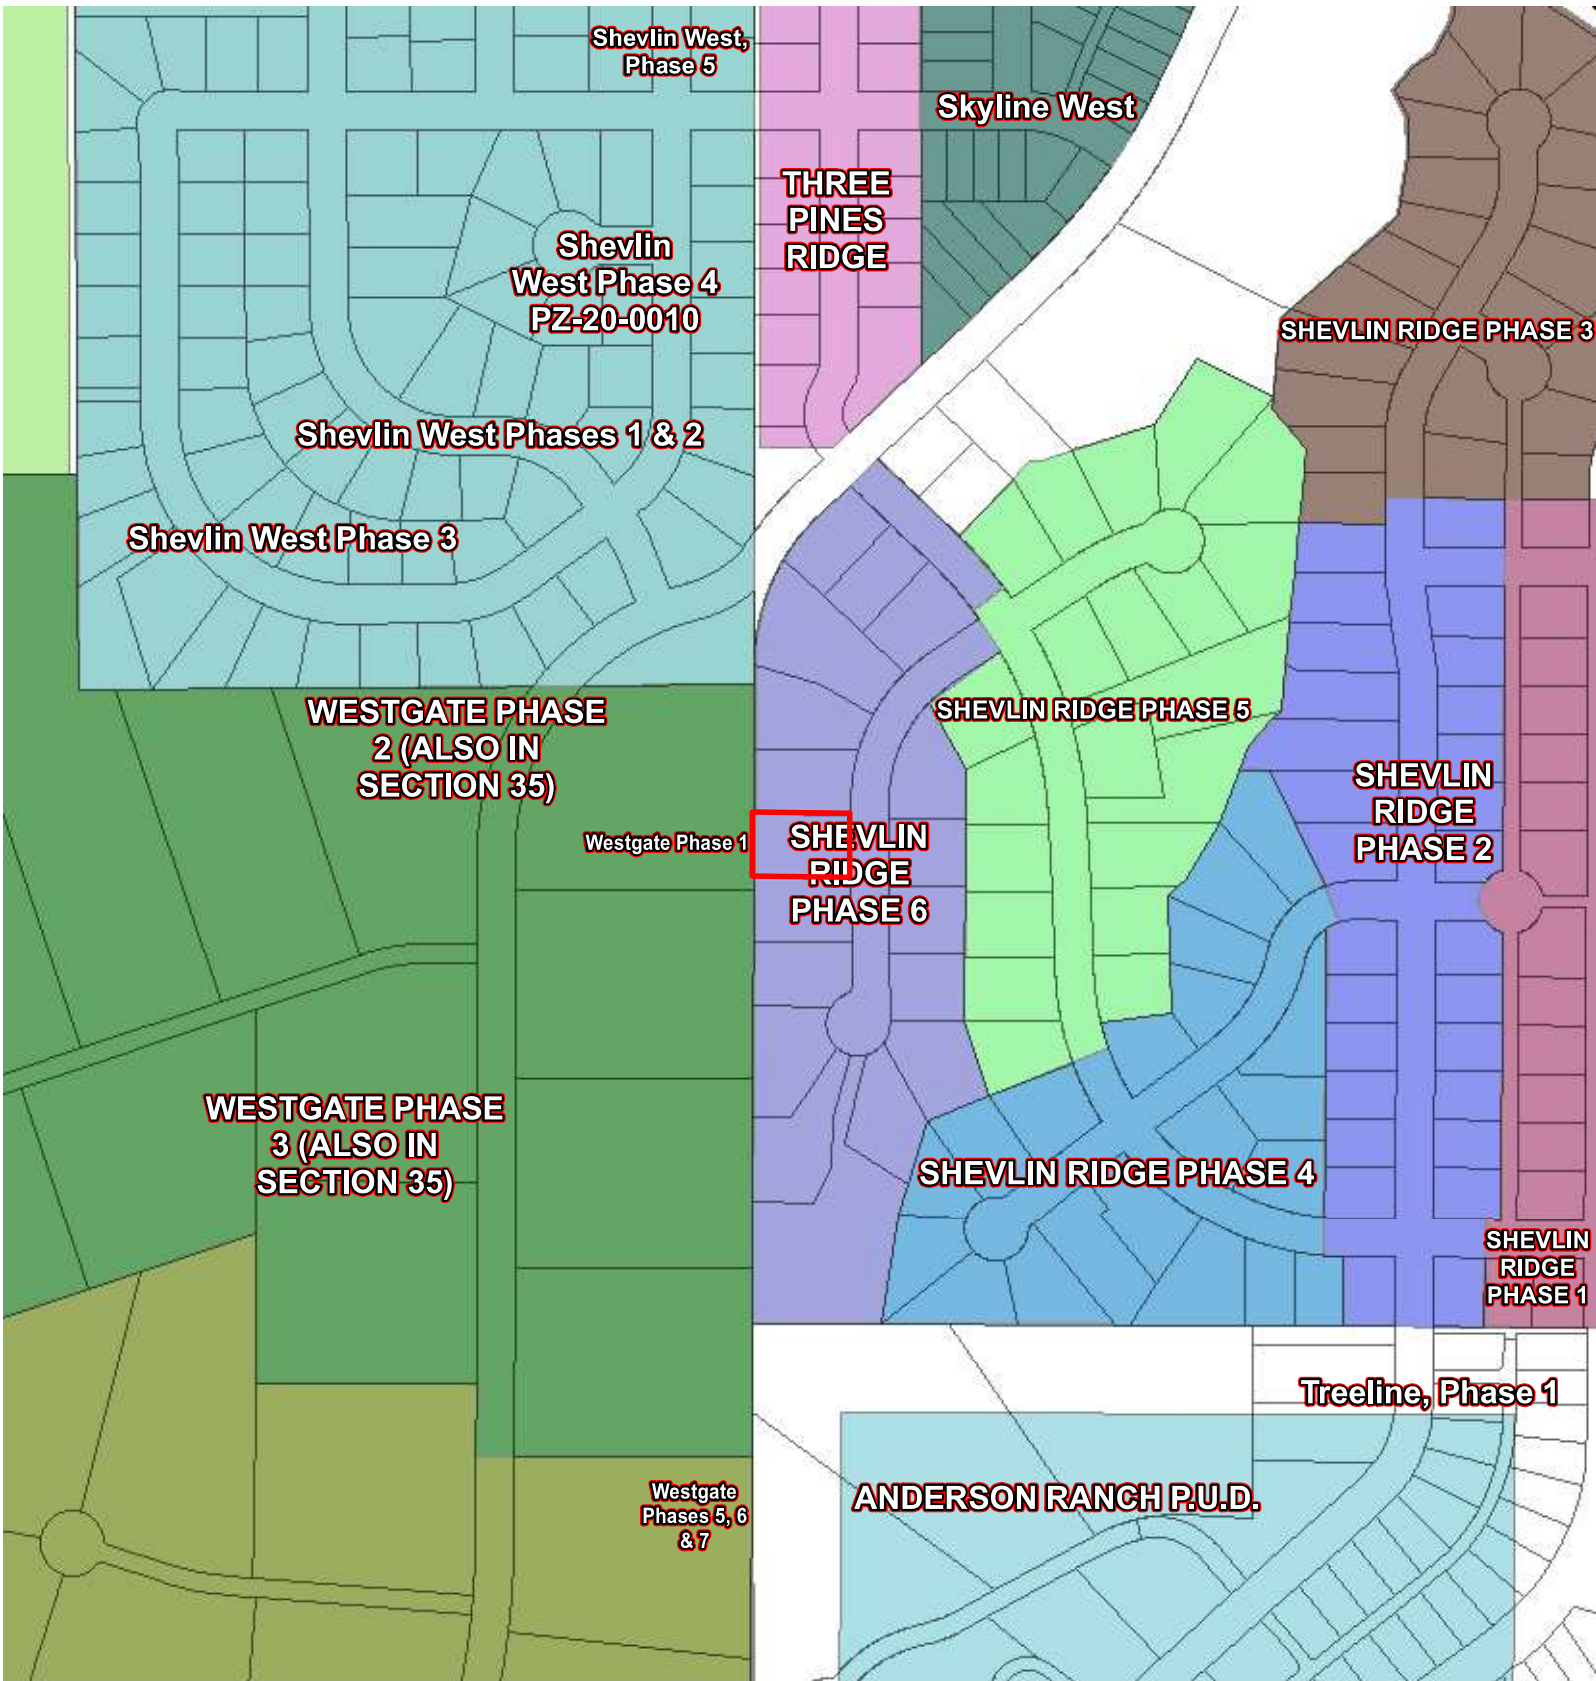 Shevlin West,
Phase 5
Skyline West
THREE
PINES
RIDGE
Shevlin
West Phase 4
PZ-20-0010
SHEVLIN RIDGE PHASE 3
Shevlin West Phases 1 & 2
Shevlin West Phase 3
WESTGATE PHASE
2 (ALSO IN
SECTION 35)
SHEVLIN RIDGE PHASE 5
SHEVLIN
RIDGE
PHASE 2
Westgate Phase 1
SHEVLIN
RIDGE
PHASE 6
WESTGATE PHASE
3 (ALSO IN
SECTION 35)
SHEVLIN RIDGE PHASE 4
SHEVLIN
RIDGE
PHASE 1
Treeline, Phase 1
Westgate
Phases 5, 6
& 7
ANDERSON RANCH P.U.D.